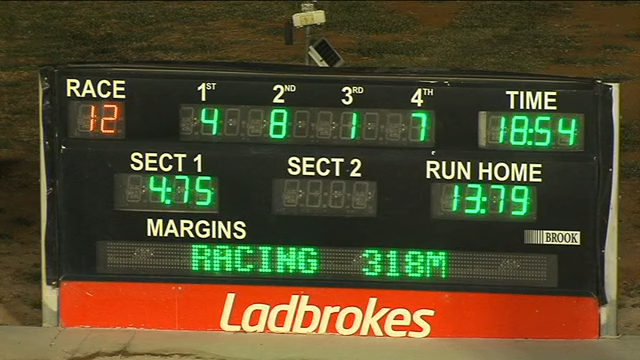 RACE 1ST 2ND 3RD 4TH TIME
12 4 8 1 7 18:54
SECT 1 SECT 2 RUN HOME
4.75 13:79
MARGINS BROOK
RACING 318M
Ladbrokes